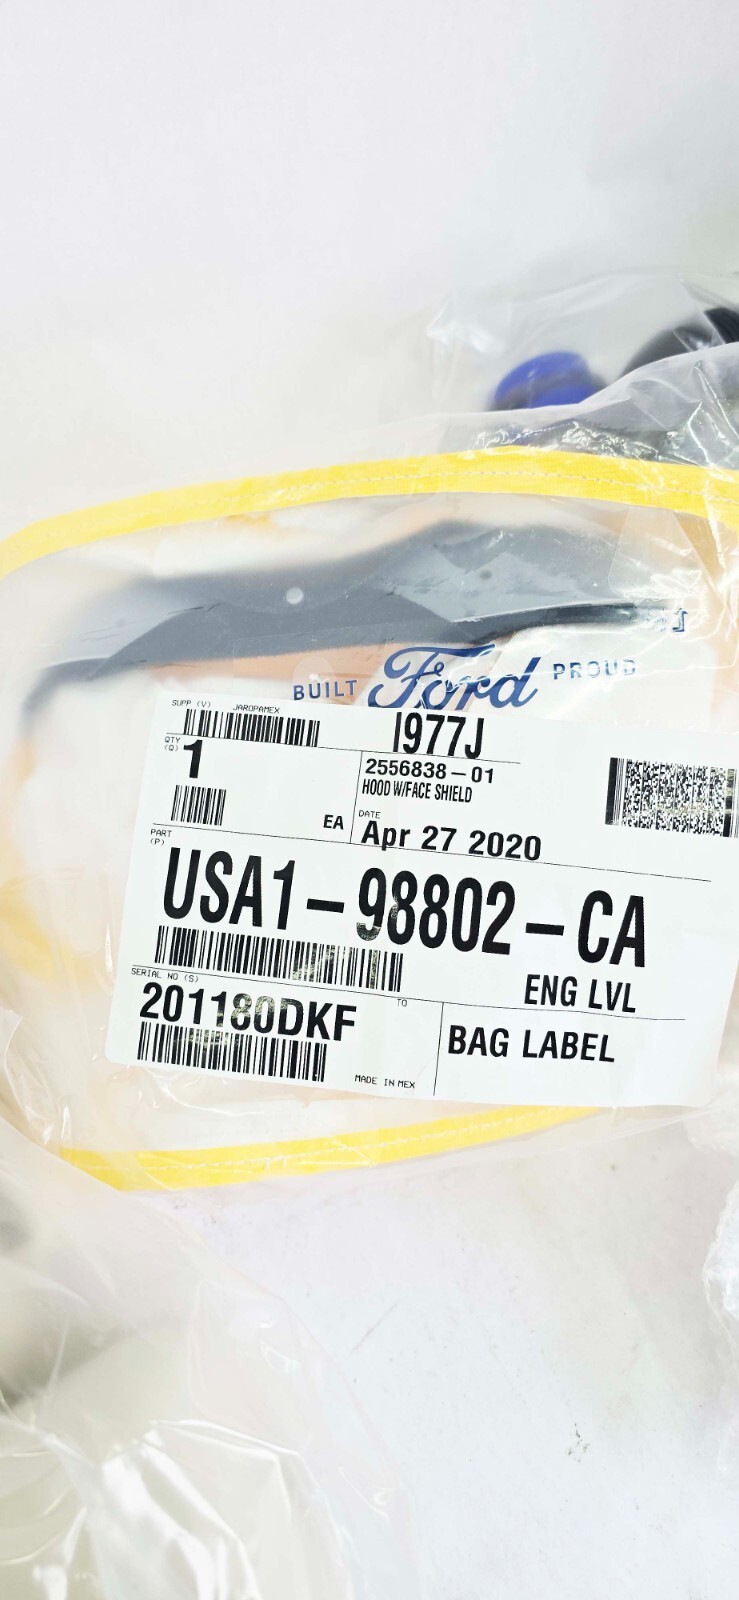 BUILT Ford PROUD
SUPP (V) JAROPAMEX
I977J
QTY
(Q) 1
2556838-01
HOOD W/FACE SHIELD
EA
DATE
Apr 27 2020
PART
(P)
USA1-98802-CA
ENG LVL
SERIAL NO (S)
201180DKF
TO
BAG LABEL
MADE IN MEX